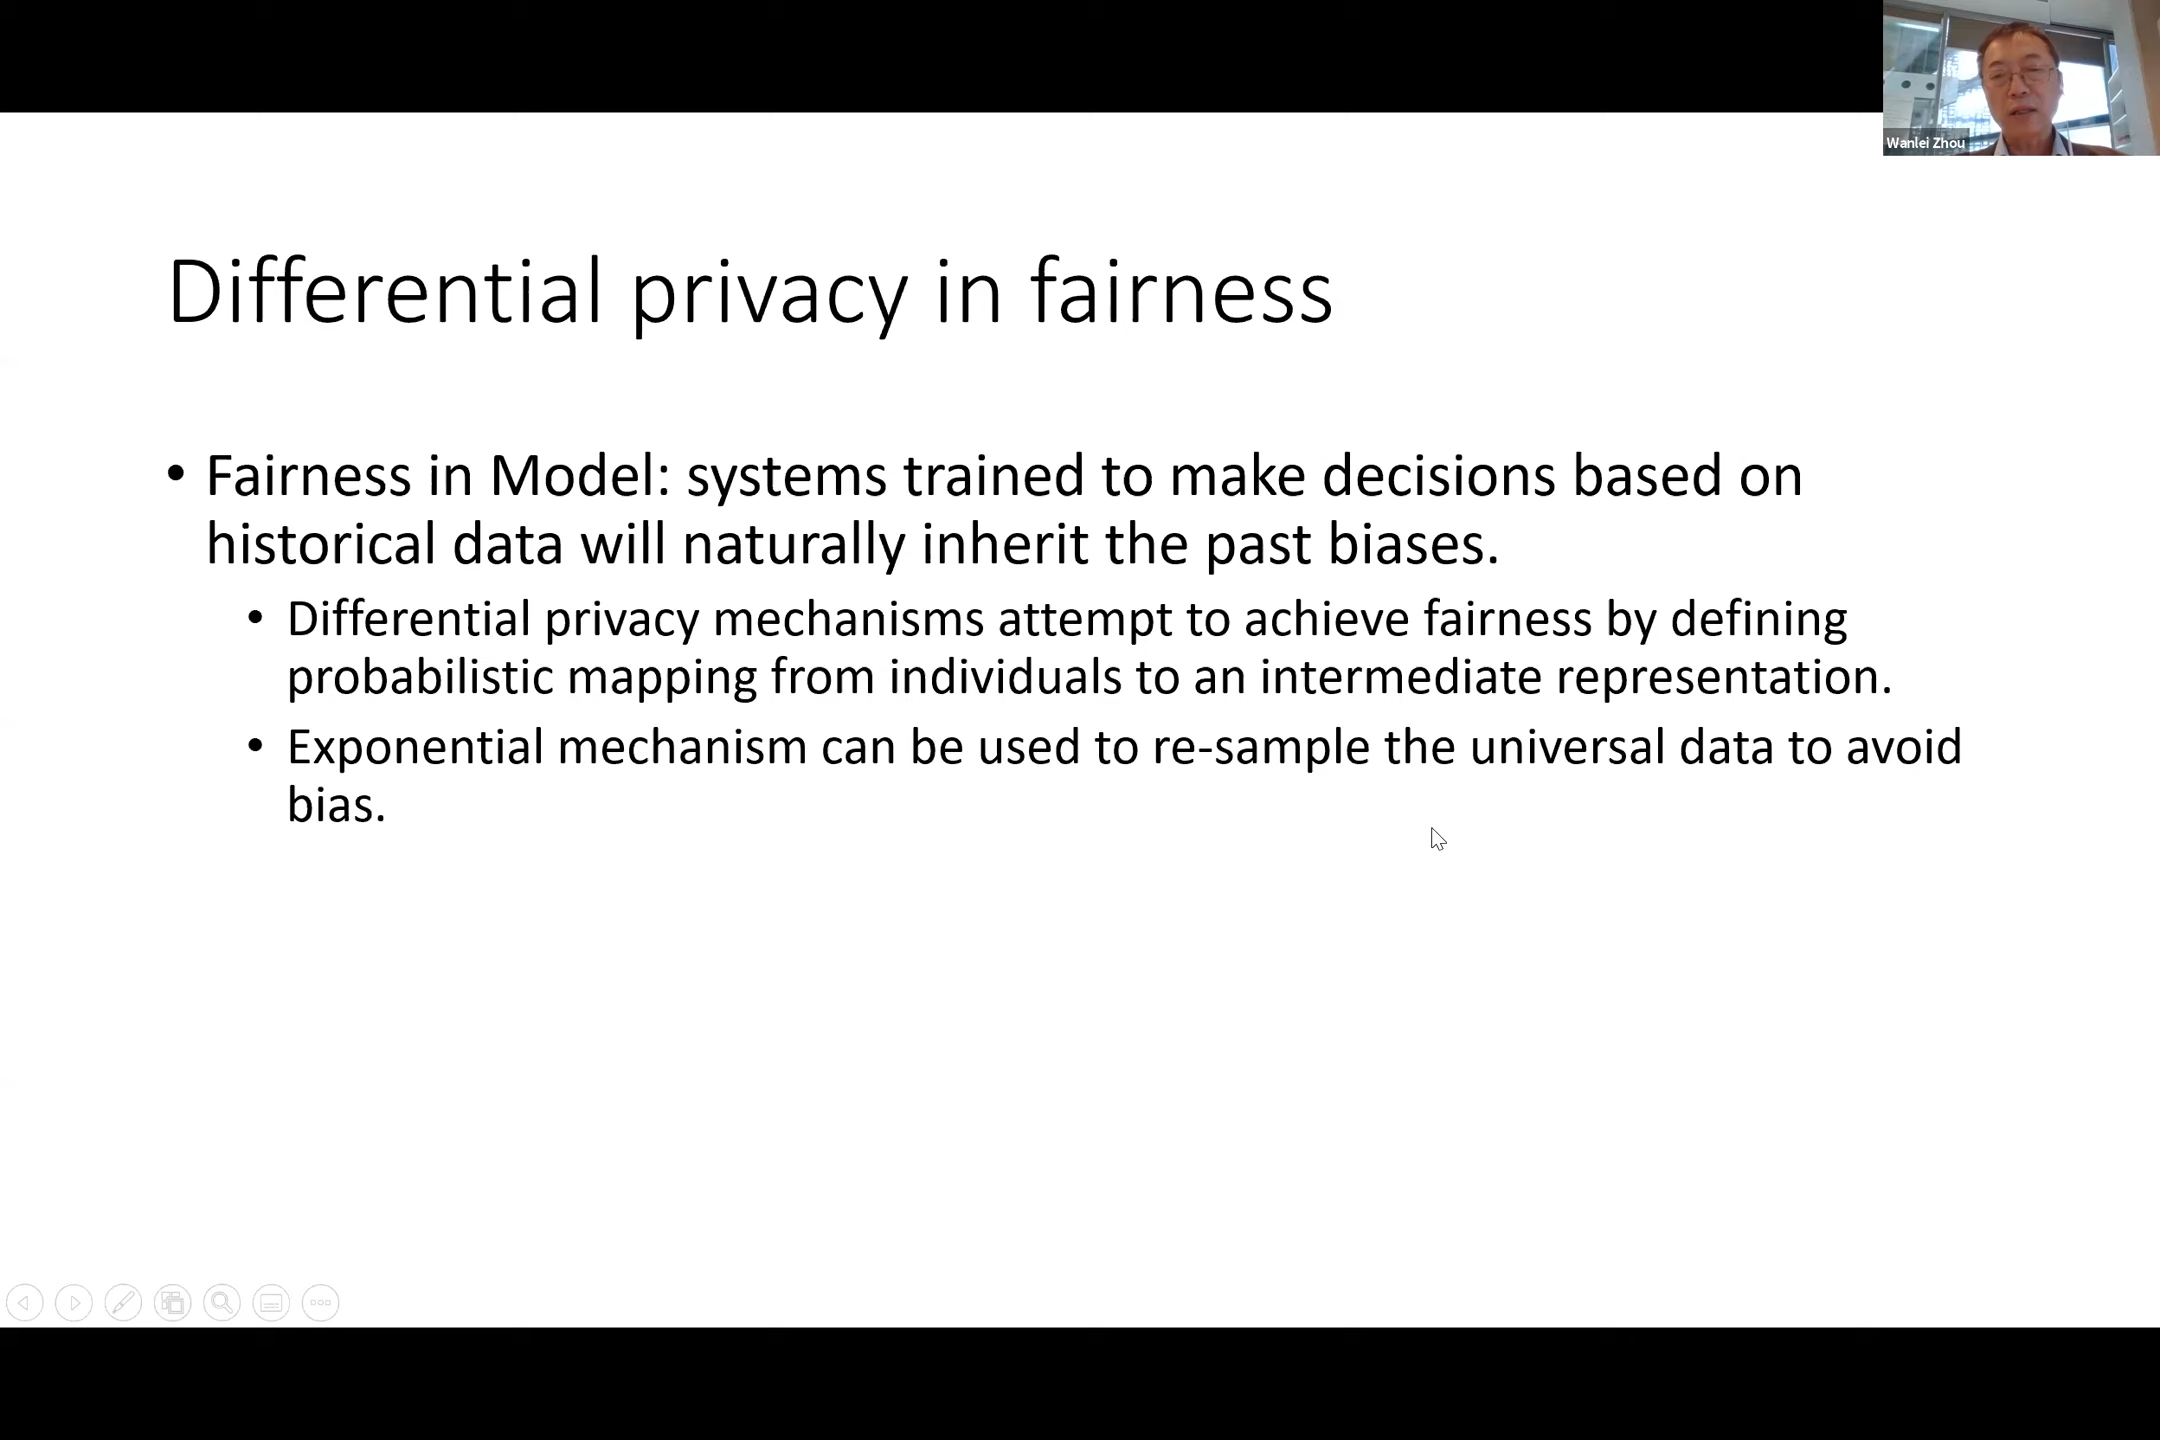 Wanlei Zhou
Differential privacy in fairness
• Fairness in Model: systems trained to make decisions based on
historical data will naturally inherit the past biases.
• Differential privacy mechanisms attempt to achieve fairness by defining
probabilistic mapping from individuals to an intermediate representation.
• Exponential mechanism can be used to re-sample the universal data to avoid
bias.